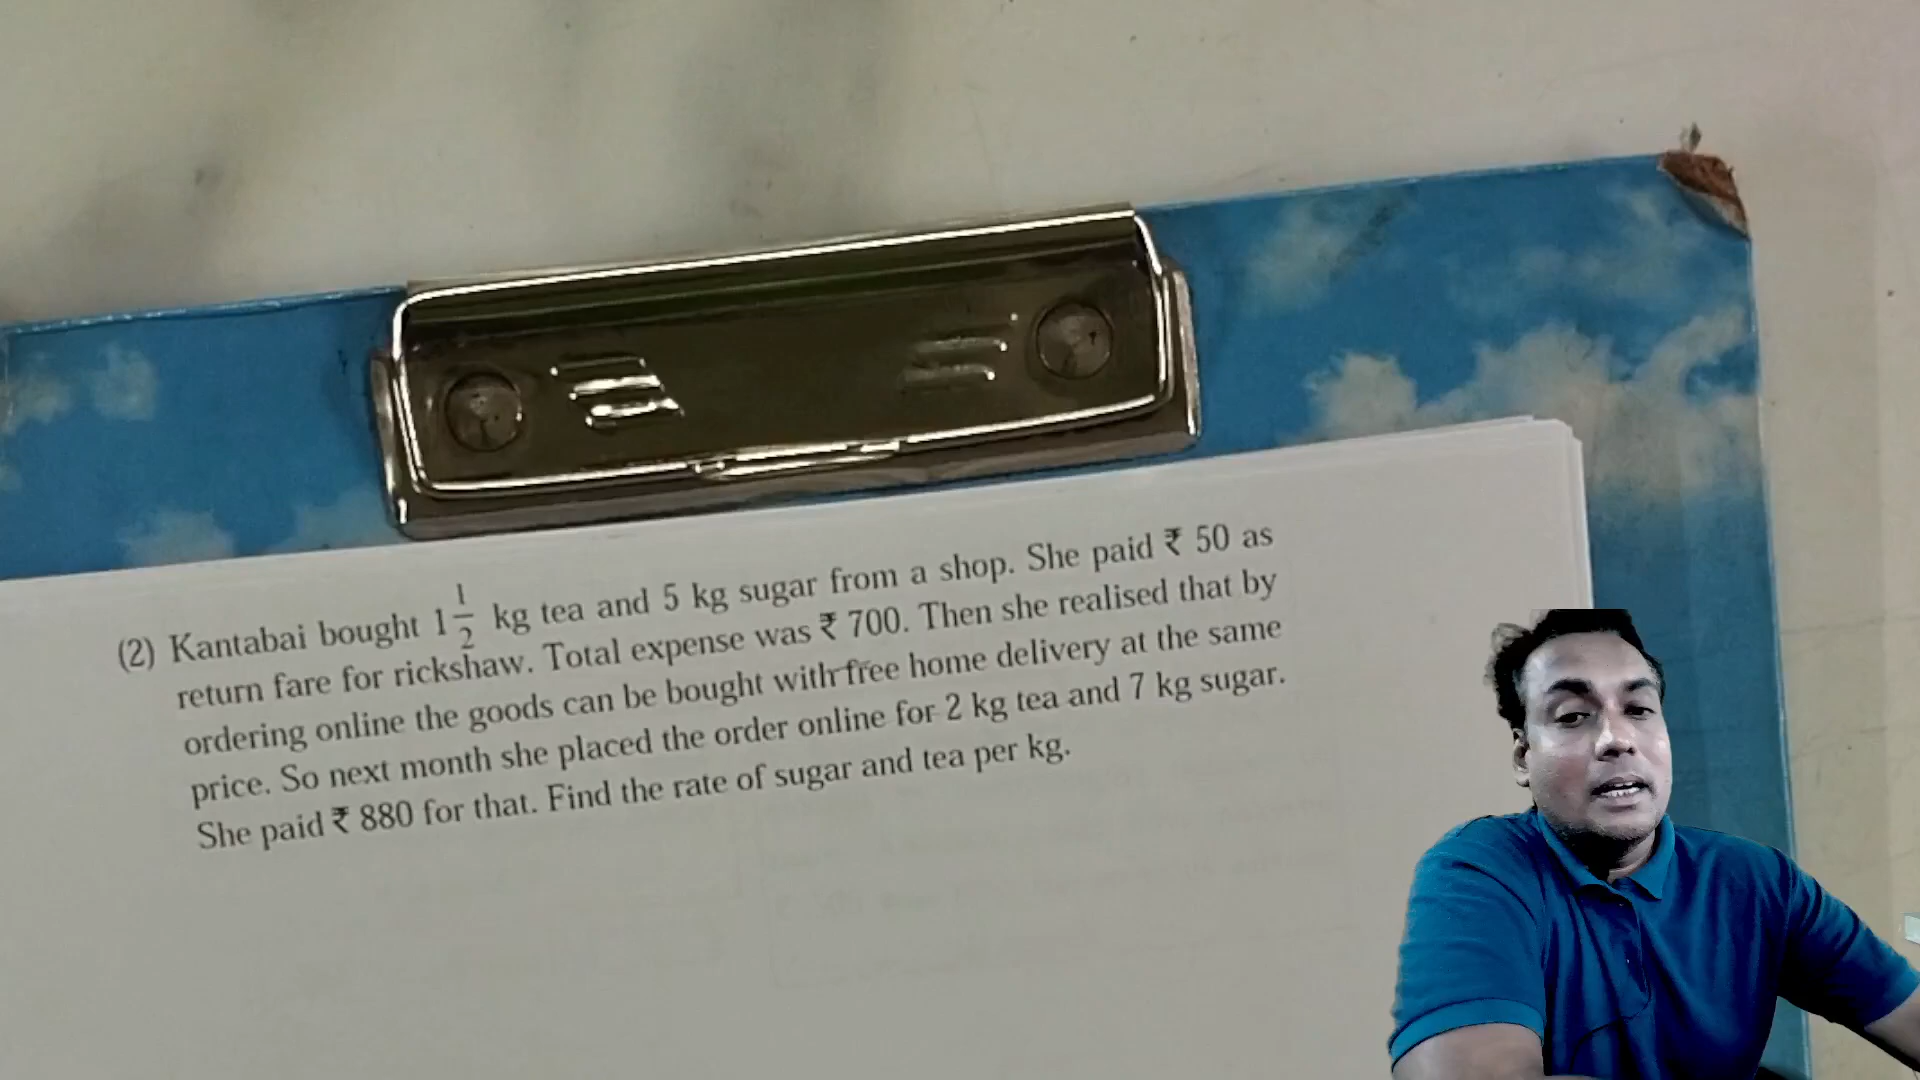 (2) Kantabai bought 1 1/2 kg tea and 5 kg sugar from a shop. She paid ₹ 50 as
return fare for rickshaw. Total expense was ₹ 700. Then she realised that by
ordering online the goods can be bought with free home delivery at the same
price. So next month she placed the order online for 2 kg tea and 7 kg sugar.
She paid ₹ 880 for that. Find the rate of sugar and tea per kg.